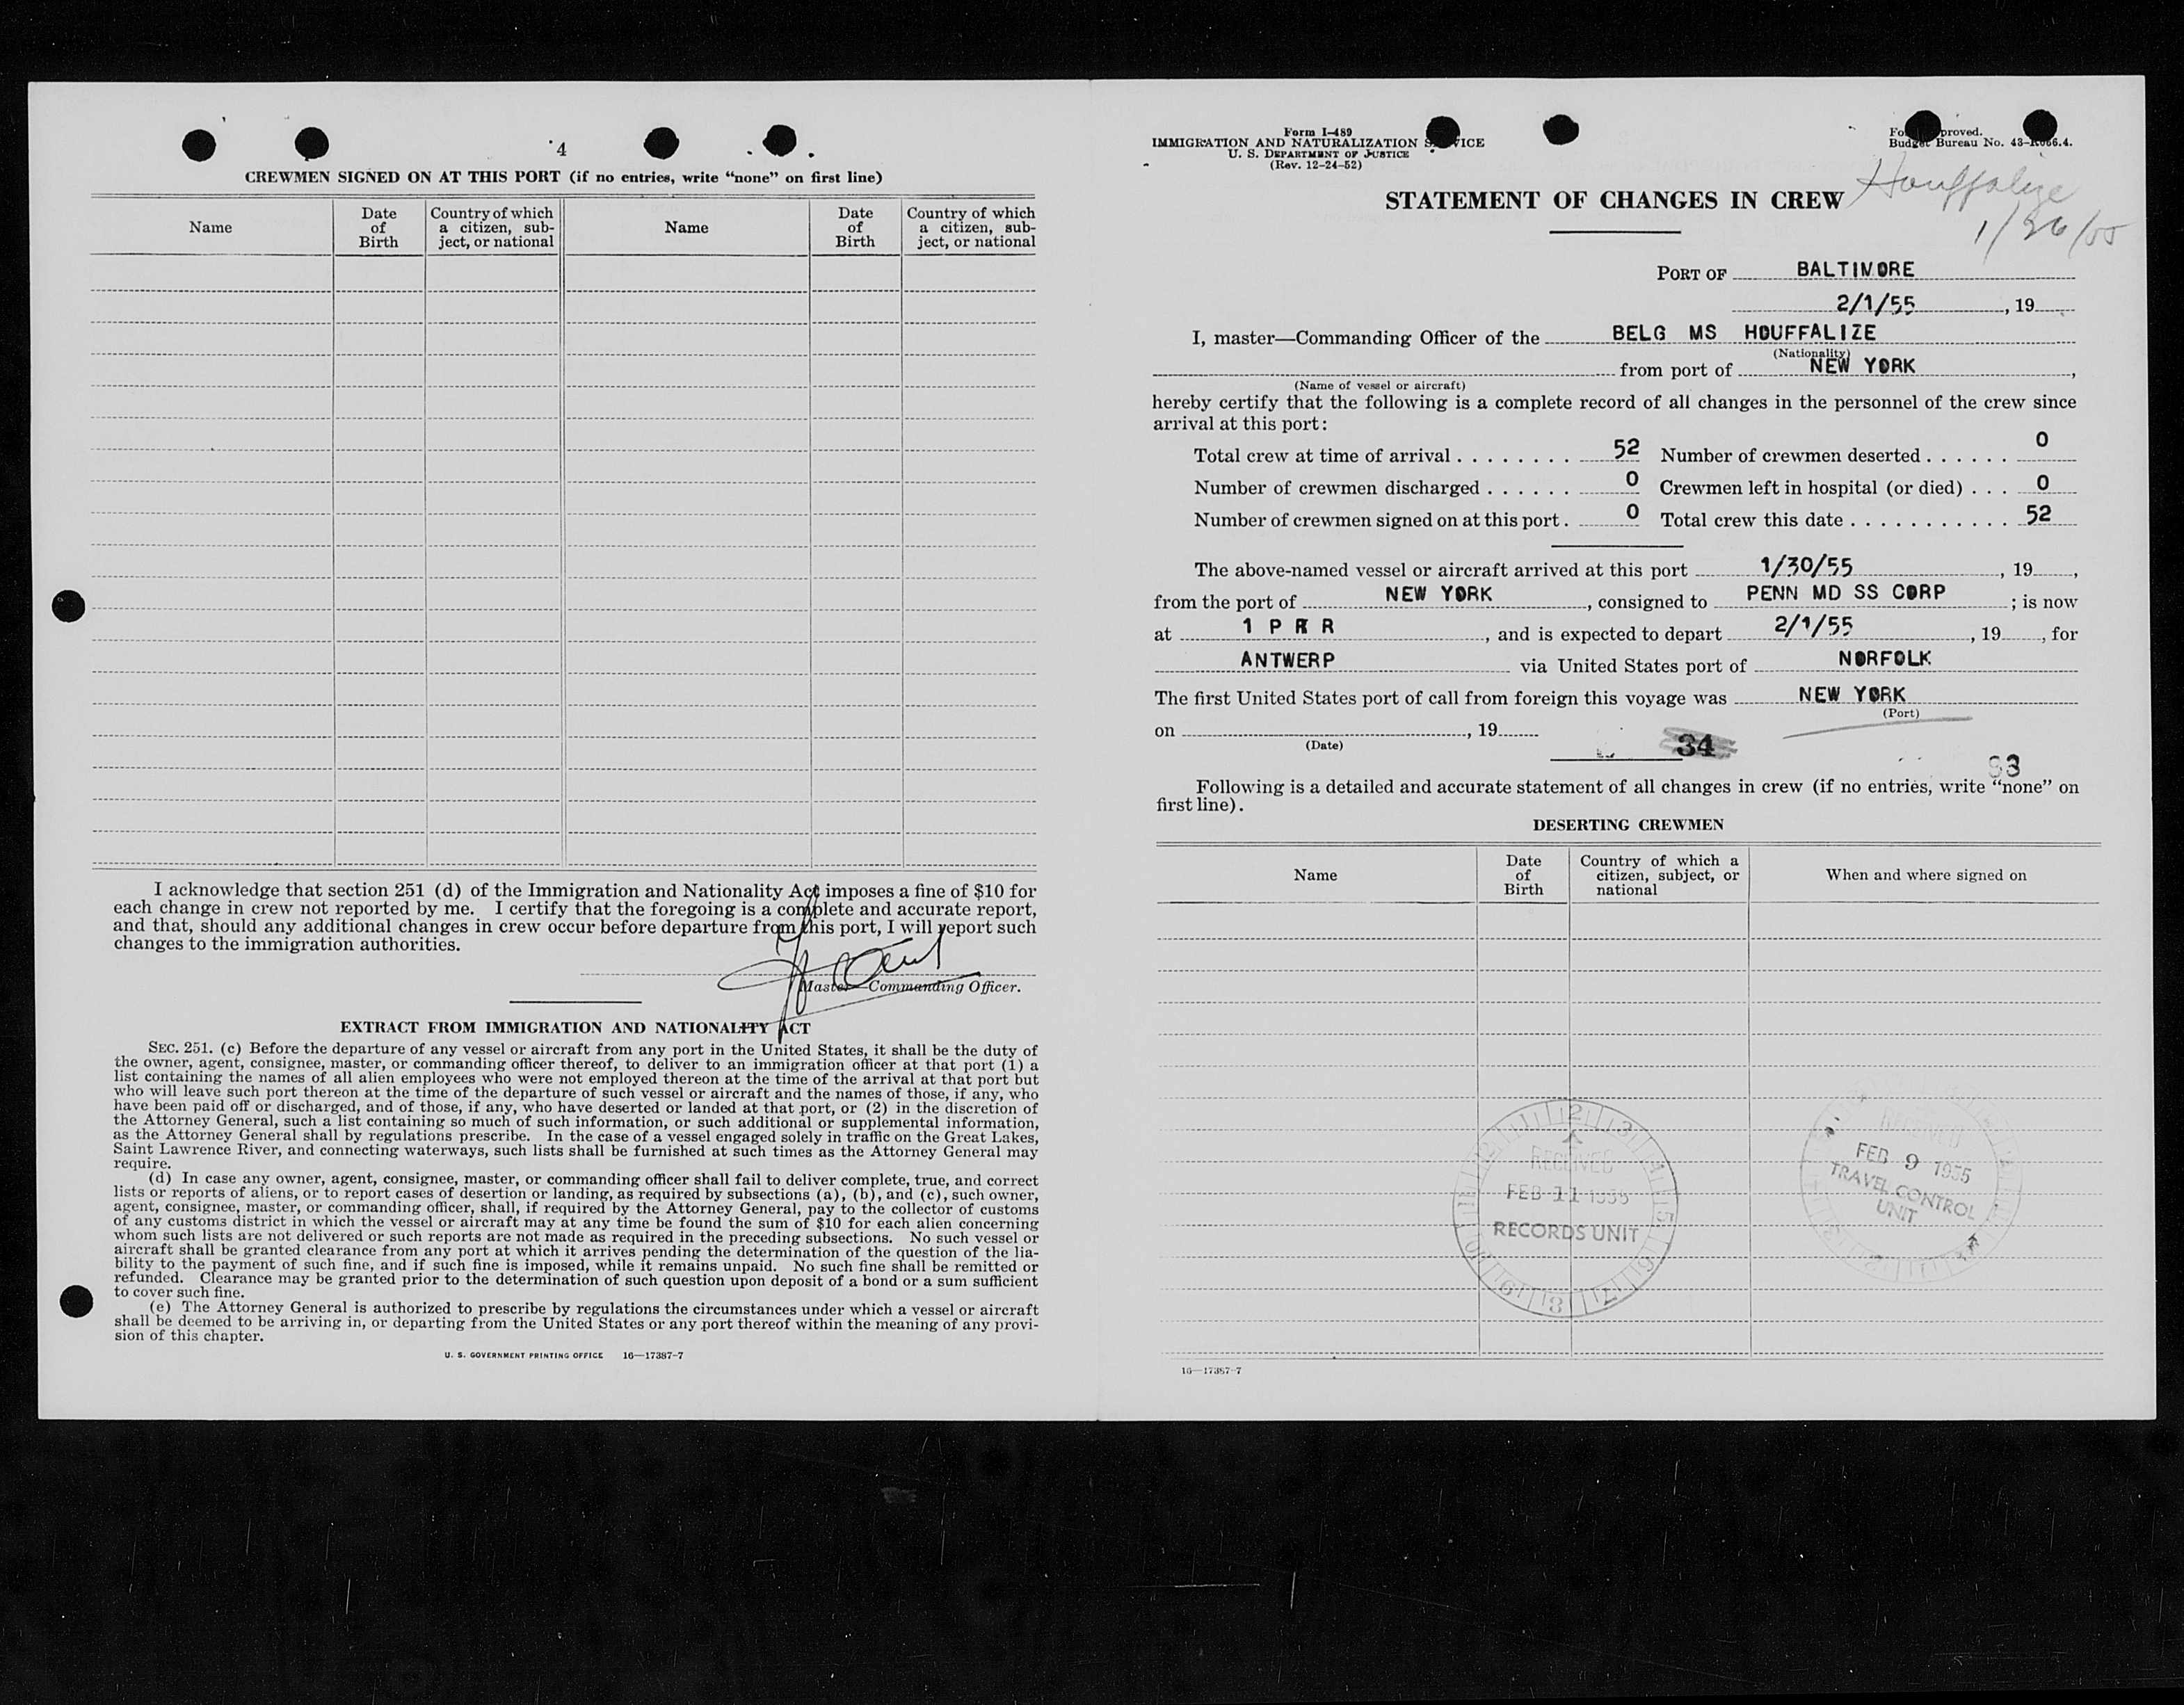 4
CREWMEN SIGNED ON AT THIS PORT (if no entries, write “none” on first line)
Name
Date of Birth
Country of which a citizen, sub-ject, or national
Name
Date of Birth
Country of which a citizen, sub-ject, or national
I acknowledge that section 251 (d) of the Immigration and Nationality Act imposes a fine of $10 for
each change in crew not reported by me. I certify that the foregoing is a complete and accurate report,
and that, should any additional changes in crew occur before departure from this port, I will report such
changes to the immigration authorities.
Master—Commanding Officer.
EXTRACT FROM IMMIGRATION AND NATIONALITY ACT
SEC. 251. (c) Before the departure of any vessel or aircraft from any port in the United States, it shall be the duty of
the owner, agent, consignee, master, or commanding officer thereof, to deliver to an immigration officer at that port (1) a
list containing the names of all alien employees who were not employed thereon at the time of the arrival at that port but
who will leave such port thereon at the time of the departure of such vessel or aircraft and the names of those, if any, who
have been paid off or discharged, and of those, if any, who have deserted or landed at that port, or (2) in the discretion of
the Attorney General, such a list containing so much of such information, or such additional or supplemental information,
as the Attorney General shall by regulations prescribe. In the case of a vessel engaged solely in traffic on the Great Lakes,
Saint Lawrence River, and connecting waterways, such lists shall be furnished at such times as the Attorney General may
require.
(d) In case any owner, agent, consignee, master, or commanding officer shall fail to deliver complete, true, and correct
lists or reports of aliens, or to report cases of desertion or landing, as required by subsections (a), (b), and (c), such owner,
agent, consignee, master, or commanding officer, shall, if required by the Attorney General, pay to the collector of customs
of any customs district in which the vessel or aircraft may at any time be found the sum of $10 for each alien concerning
whom such lists are not delivered or such reports are not made as required in the preceding subsections. No such vessel or
aircraft shall be granted clearance from any port at which it arrives pending the determination of the question of the lia-
bility to the payment of such fine, and if such fine is imposed, while it remains unpaid. No such fine shall be remitted or
refunded. Clearance may be granted prior to the determination of such question upon deposit of a bond or a sum sufficient
to cover such fine.
(e) The Attorney General is authorized to prescribe by regulations the circumstances under which a vessel or aircraft
shall be deemed to be arriving in, or departing from the United States or any port thereof within the meaning of any provi-
sion of this chapter.
U. S. GOVERNMENT PRINTING OFFICE 16—17387-7
Form I-489
IMMIGRATION AND NATURALIZATION SERVICE
U. S. DEPARTMENT OF JUSTICE
(Rev. 12-24-52)
Form approved.
Budget Bureau No. 43-R066.4.
STATEMENT OF CHANGES IN CREW
Houffalize
1/26/55
PORT OF BALTIMORE
2/1/55, 19
I, master—Commanding Officer of the BELG MS HOUFFALIZE
(Nationality)
from port of NEW YORK,
(Name of vessel or aircraft)
hereby certify that the following is a complete record of all changes in the personnel of the crew since
arrival at this port:
Total crew at time of arrival . . . . . . . . 52 Number of crewmen deserted . . . . . . 0
Number of crewmen discharged . . . . . . 0 Crewmen left in hospital (or died) . . . 0
Number of crewmen signed on at this port . 0 Total crew this date . . . . . . . . . . . 52
The above-named vessel or aircraft arrived at this port 1/30/55, 19,
from the port of NEW YORK, consigned to PENN MD SS CORP; is now
at 1 P R R, and is expected to depart 2/1/55, 19, for
ANTWERP via United States port of NORFOLK
The first United States port of call from foreign this voyage was NEW YORK
(Port)
on , 19
(Date)
34
93
Following is a detailed and accurate statement of all changes in crew (if no entries, write “none” on
first line).
DESERTING CREWMEN
Name
Date of Birth
Country of which a citizen, subject, or national
When and where signed on
RECEIVED
FEB 11 1955
RECORDS UNIT
RECEIVED
FEB 9 1955
TRAVEL CONTROL
UNIT
16—17387-7